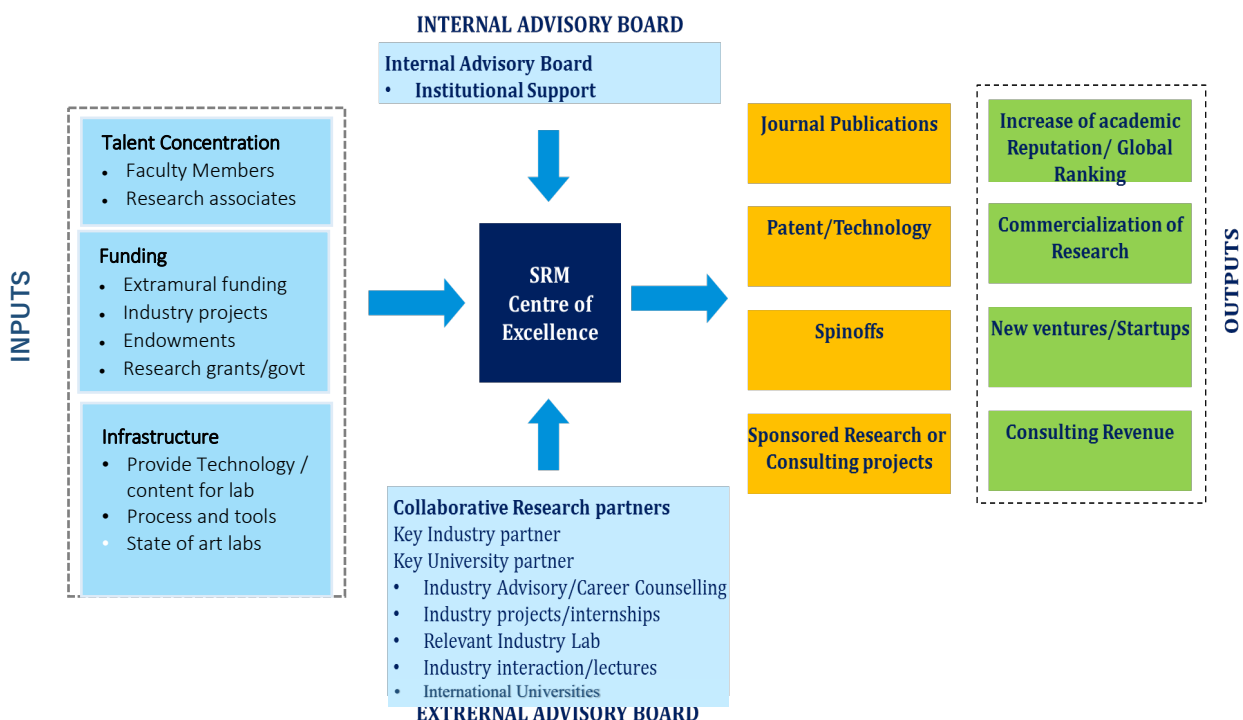 INTERNAL ADVISORY BOARD
Internal Advisory Board
• Institutional Support
INPUTS
Talent Concentration
• Faculty Members
• Research associates
Funding
• Extramural funding
• Industry projects
• Endowments
• Research grants/govt
Infrastructure
• Provide Technology /
content for lab
• Process and tools
• State of art labs
SRM
Centre of
Excellence
Collaborative Research partners
Key Industry partner
Key University partner
• Industry Advisory/Career Counselling
• Industry projects/internships
• Relevant Industry Lab
• Industry interaction/lectures
• International Universities
EXTRERNAL ADVISORY BOARD
Journal Publications
Patent/Technology
Spinoffs
Sponsored Research or
Consulting projects
Increase of academic
Reputation/ Global
Ranking
Commercialization of
Research
New ventures/Startups
Consulting Revenue
OUTPUTS